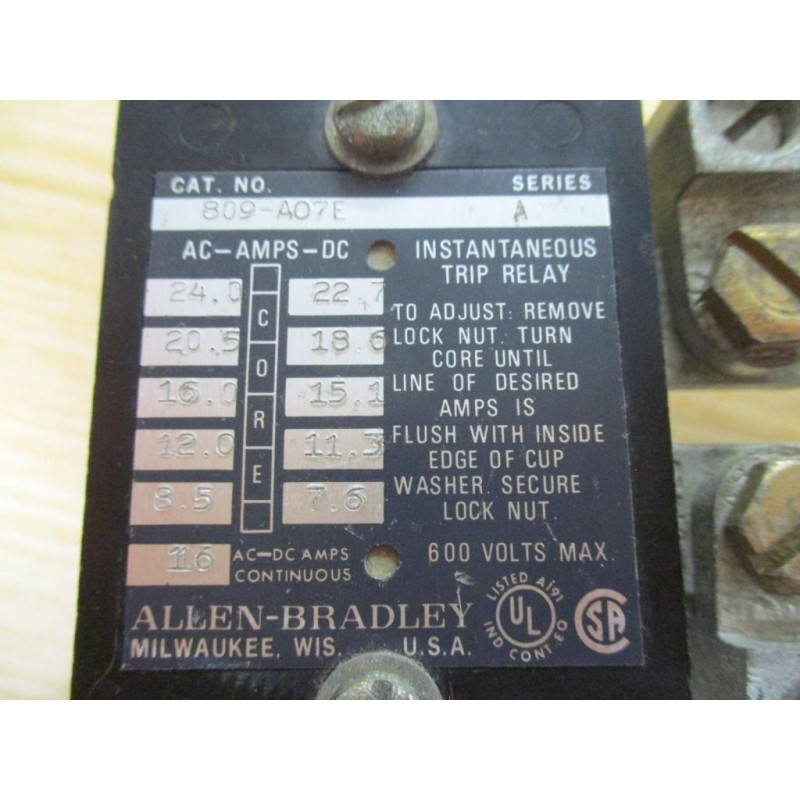 CAT. NO. SERIES
809-A07E A
AC-AMPS-DC
24.0 22.7
20.5 18.6
16.0 15.1
12.0 11.3
8.5 7.6
CORE
16 AC-DC AMPS
CONTINUOUS
INSTANTANEOUS
TRIP RELAY
TO ADJUST: REMOVE
LOCK NUT. TURN
CORE UNTIL
LINE OF DESIRED
AMPS IS
FLUSH WITH INSIDE
EDGE OF CUP
WASHER. SECURE
LOCK NUT
600 VOLTS MAX.
ALLEN-BRADLEY
MILWAUKEE, WIS. U.S.A.
LISTED A191
UL
IND CONT EQ
SA